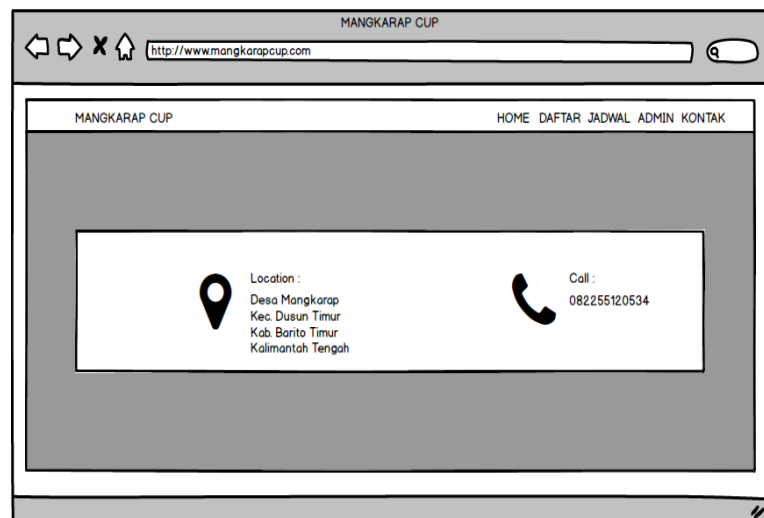 MANGKARAP CUP
http://www.mangkarapcup.com
MANGKARAP CUP
HOME DAFTAR JADWAL ADMIN KONTAK
Location :
Desa Mangkarap
Kec. Dusun Timur
Kab. Barito Timur
Kalimantah Tengah
Call :
082255120534